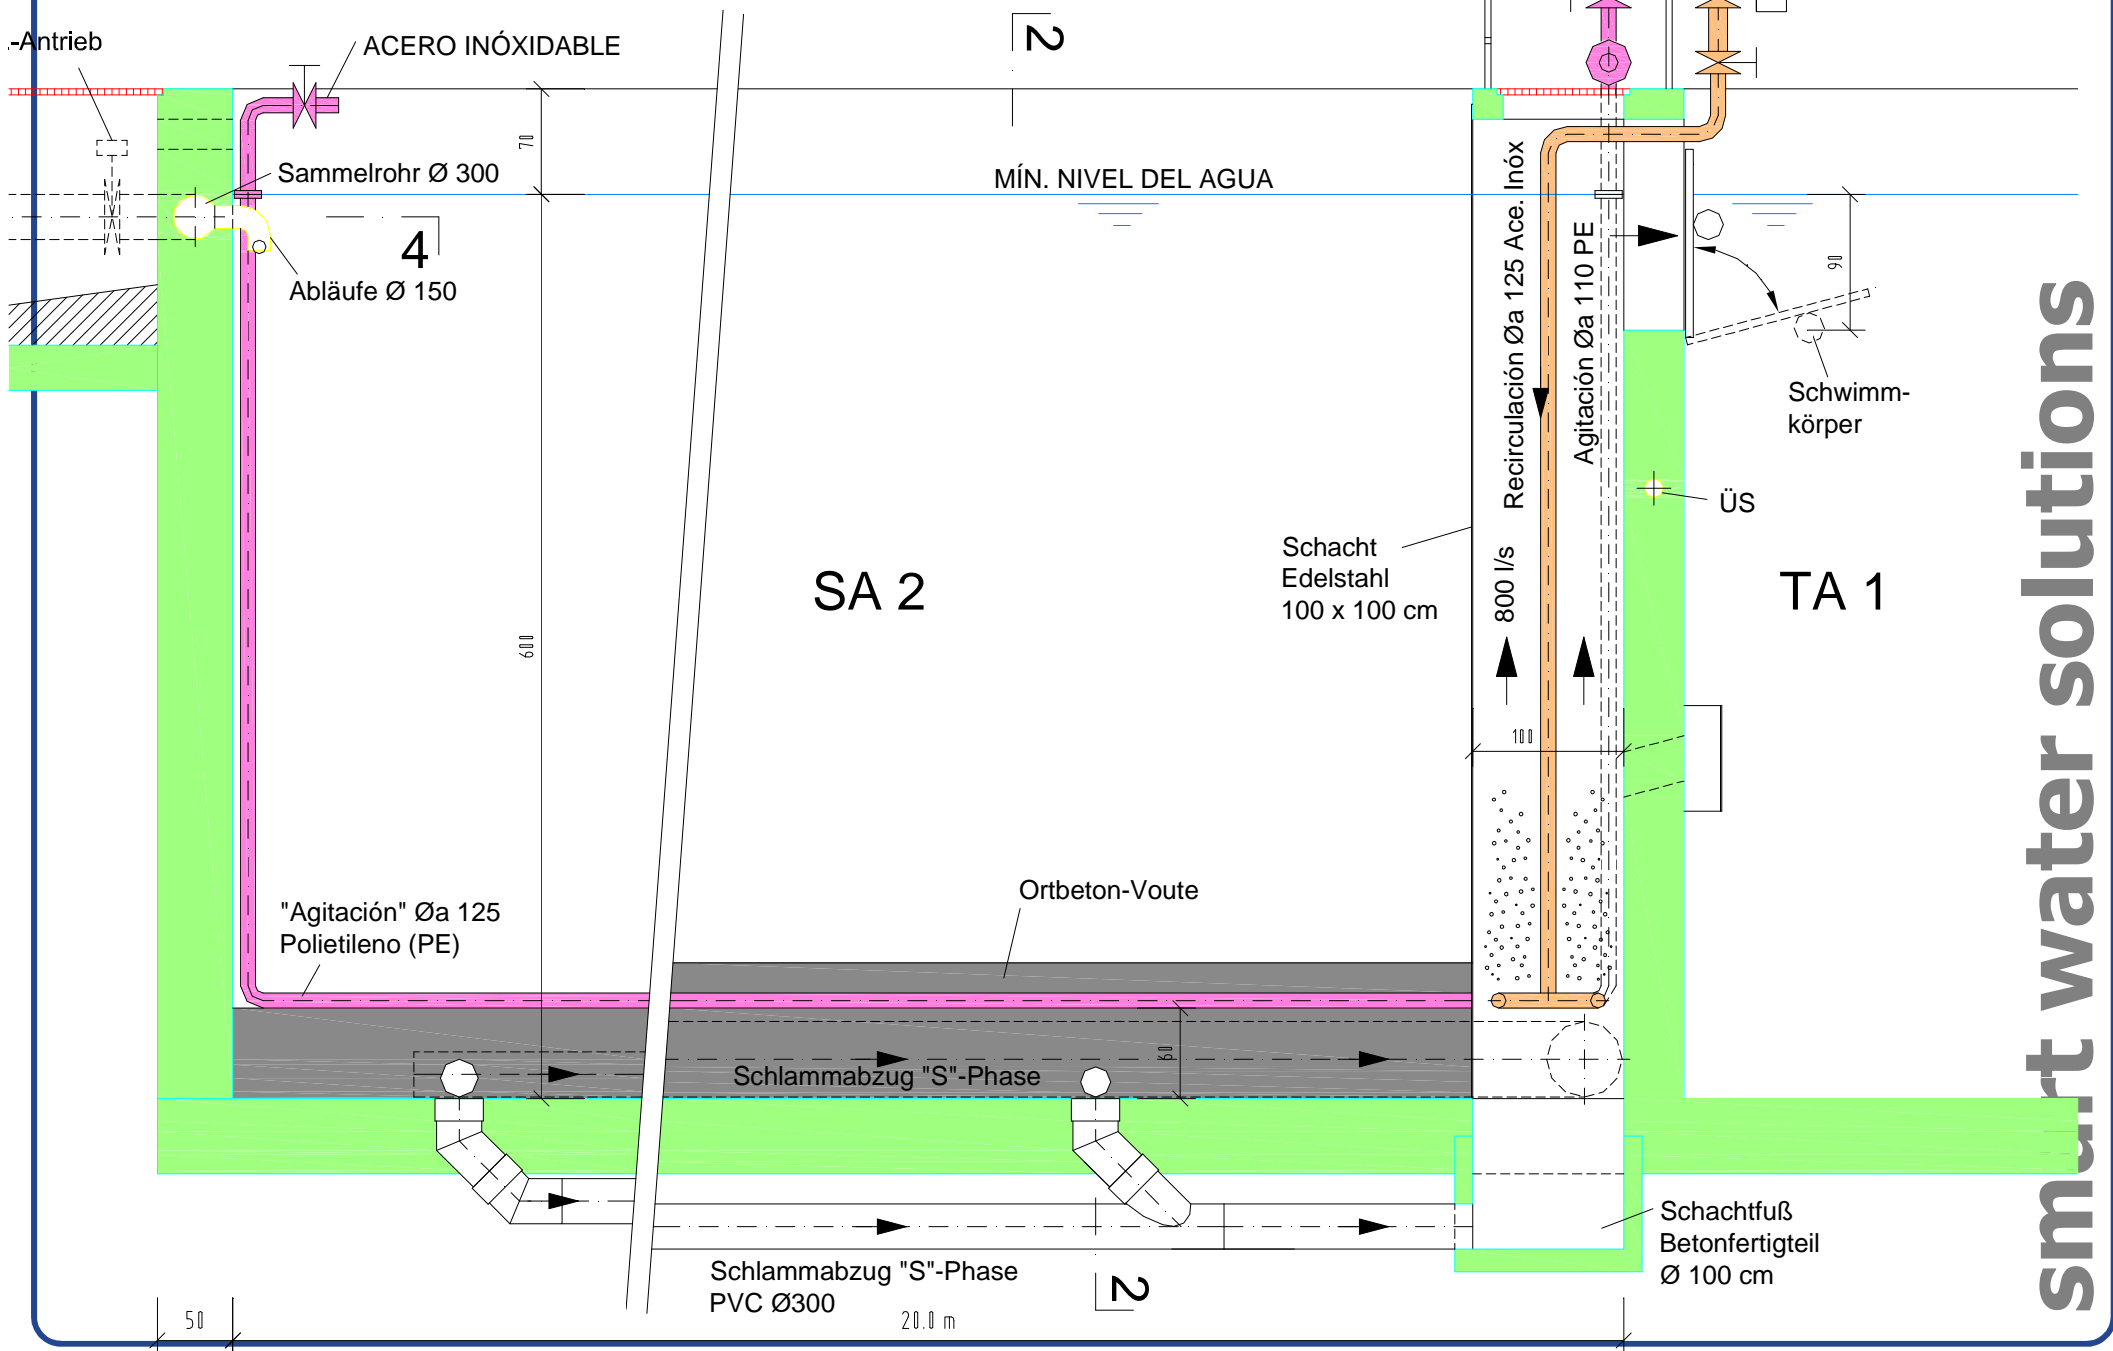 -Antrieb
ACERO INÓXIDABLE
2
70
Sammelrohr Ø 300
MÍN. NIVEL DEL AGUA
4
Abläufe Ø 150
Recirculación Øa 125 Ace. Inóx
Agitación Øa 110 PE
90
Schwimm-
körper
ÜS
Schacht
Edelstahl
100 x 100 cm
800 l/s
SA 2
TA 1
600
100
"Agitación" Øa 125
Polietileno (PE)
Ortbeton-Voute
60
Schlammabzug "S"-Phase
Schlammabzug "S"-Phase
PVC Ø300
2
Schachtfuß
Betonfertigteil
Ø 100 cm
50
20.0 m
smart water solutions